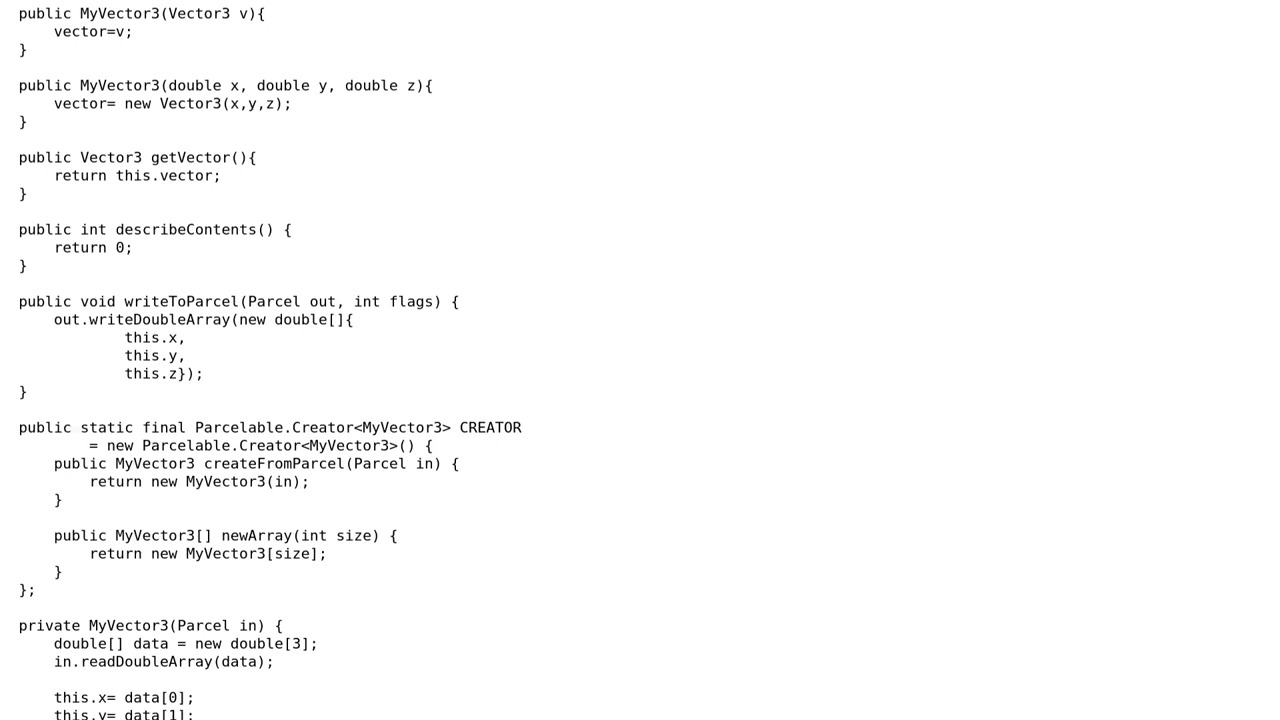 public MyVector3(Vector3 v){
    vector=v;
}

public MyVector3(double x, double y, double z){
    vector= new Vector3(x,y,z);
}

public Vector3 getVector(){
    return this.vector;
}

public int describeContents() {
    return 0;
}

public void writeToParcel(Parcel out, int flags) {
    out.writeDoubleArray(new double[]{
            this.x,
            this.y,
            this.z});
}

public static final Parcelable.Creator<MyVector3> CREATOR
        = new Parcelable.Creator<MyVector3>() {
    public MyVector3 createFromParcel(Parcel in) {
        return new MyVector3(in);
    }

    public MyVector3[] newArray(int size) {
        return new MyVector3[size];
    }
};

private MyVector3(Parcel in) {
    double[] data = new double[3];
    in.readDoubleArray(data);

    this.x= data[0];
    this.y= data[1];